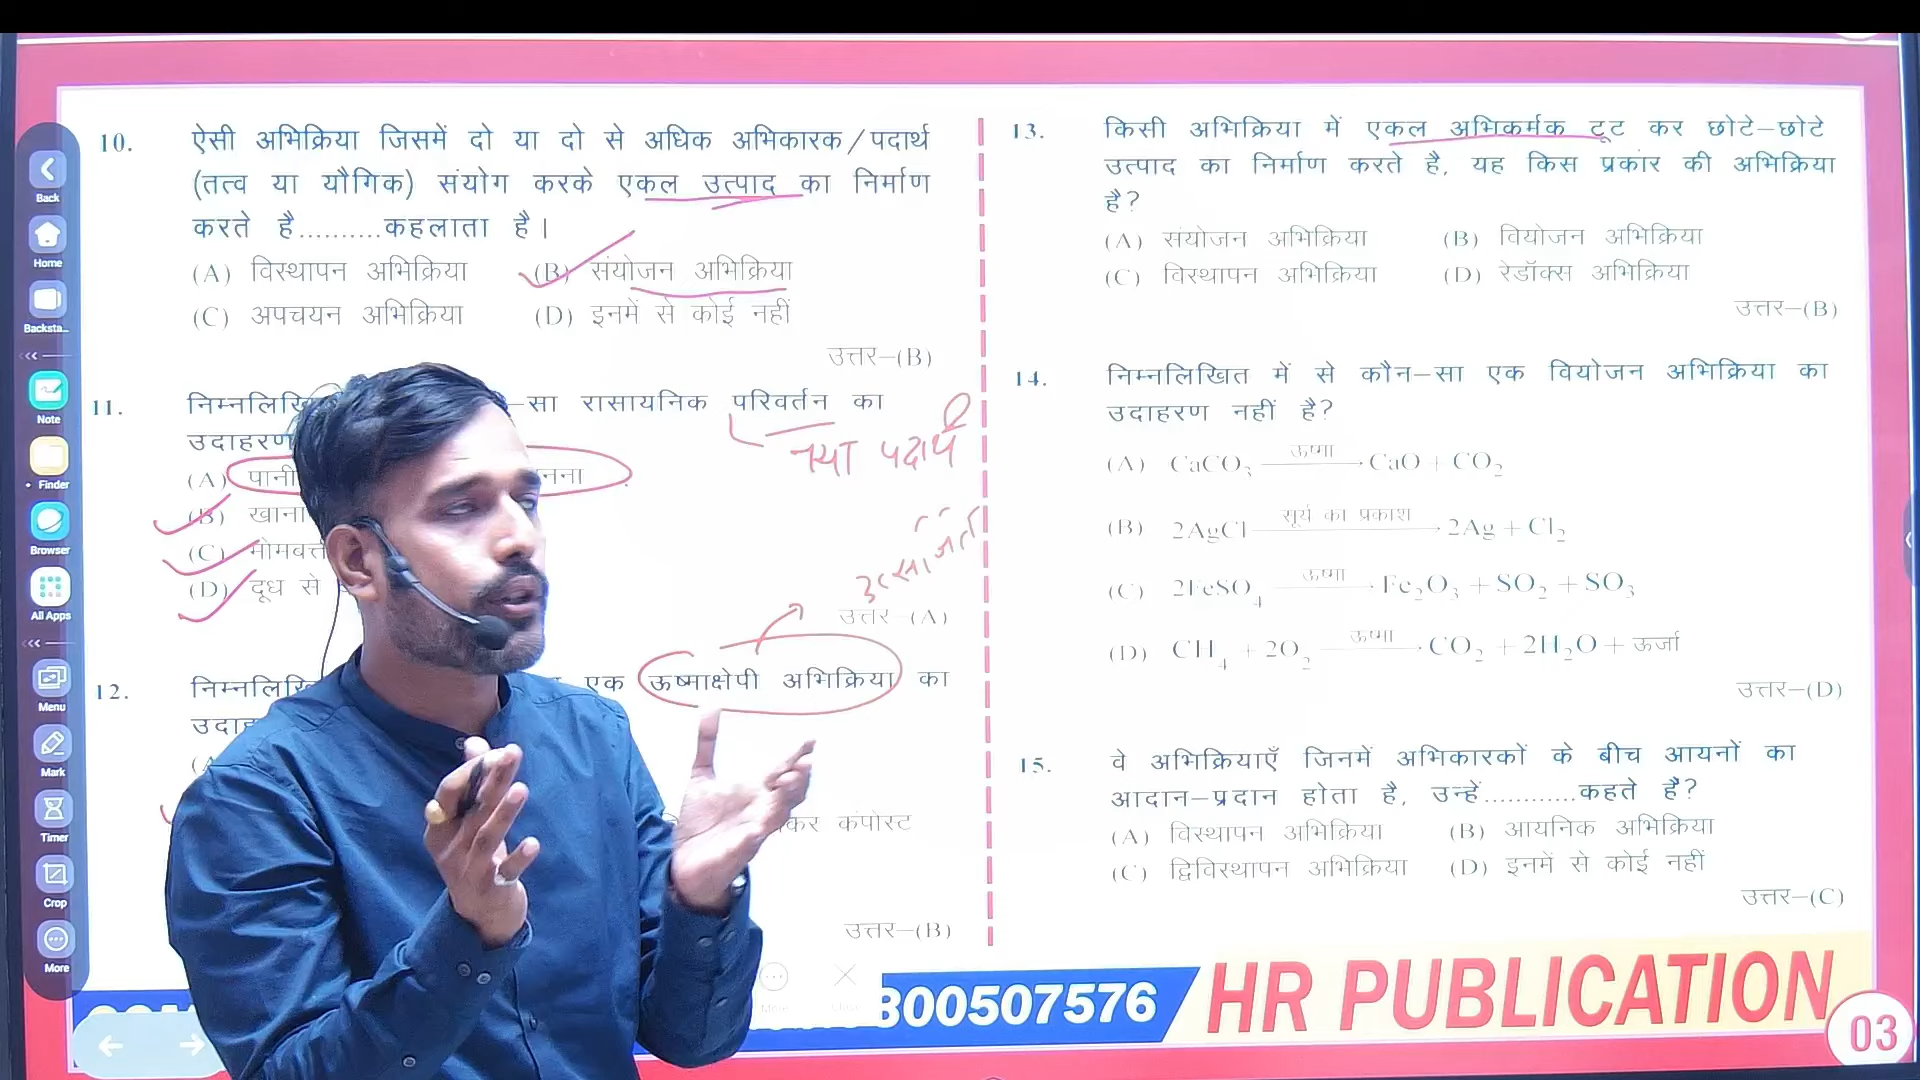 Back
Home
Backsta...
Note
Finder
Browser
All Apps
Menu
Mark
Timer
Crop
More
10. ऐसी अभिक्रिया जिसमें दो या दो से अधिक अभिकारक/पदार्थ
(तत्व या यौगिक) संयोग करके एकल उत्पाद का निर्माण
करते है..........कहलाता है।
(A) विस्थापन अभिक्रिया (B) संयोजन अभिक्रिया
(C) अपचयन अभिक्रिया (D) इनमें से कोई नहीं
उत्तर–(B)
11. निम्नलिखि –सा रासायनिक परिवर्तन का
उदाहरण
नया पदार्थ
(A) पानी नना
(B) खाना
(C) मोमबत्त
(D) दूध से
उत्तर–(A)
12. निम्नलिखि एक ऊष्माक्षेपी अभिक्रिया का
उदाह
कर कंपोस्ट
उत्तर–(B)
13. किसी अभिक्रिया में एकल अभिकर्मक टूट कर छोटे–छोटे
उत्पाद का निर्माण करते है, यह किस प्रकार की अभिक्रिया
है?
(A) संयोजन अभिक्रिया (B) वियोजन अभिक्रिया
(C) विस्थापन अभिक्रिया (D) रेडॉक्स अभिक्रिया
उत्तर–(B)
14. निम्नलिखित में से कौन–सा एक वियोजन अभिक्रिया का
उदाहरण नहीं है?
(A) CaCO₃ ऊष्मा→ CaO + CO₂
(B) 2AgCl सूर्य का प्रकाश→ 2Ag + Cl₂
(C) 2FeSO₄ ऊष्मा→ Fe₂O₃ + SO₂ + SO₃
(D) CH₄ + 2O₂ ऊष्मा→ CO₂ + 2H₂O + ऊर्जा
उत्तर–(D)
15. वे अभिक्रियाएँ जिनमें अभिकारकों के बीच आयनों का
आदान–प्रदान होता है, उन्हें............कहते है?
(A) विस्थापन अभिक्रिया (B) आयनिक अभिक्रिया
(C) द्विविस्थापन अभिक्रिया (D) इनमें से कोई नहीं
उत्तर–(C)
More Close
800507576
HR PUBLICATION
03